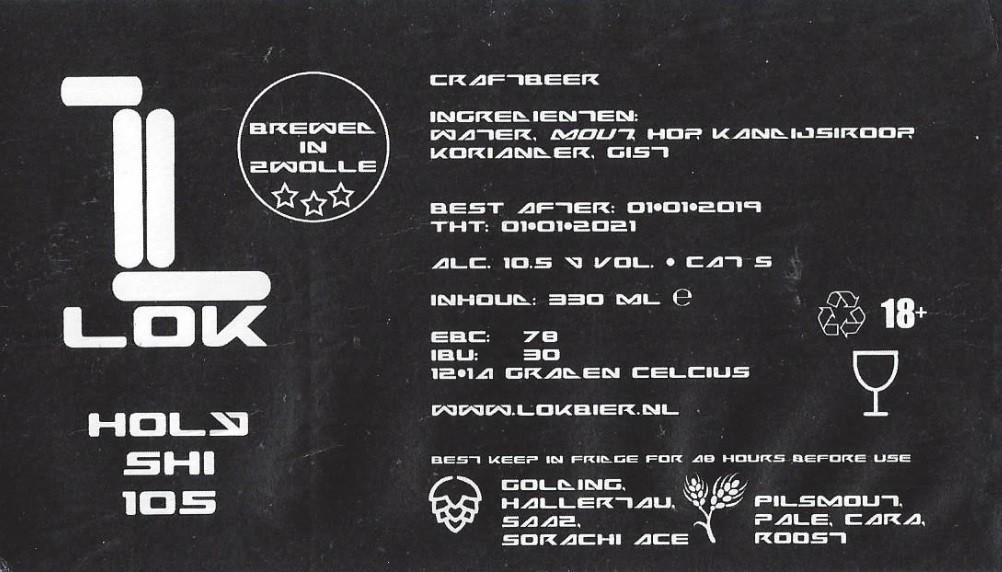 LOK
HOLY
SHI
105
BREWED
IN
ZWOLLE
CRAFTBEER
INGREDIENTEN:
WATER, MOUT, HOP, KANDIJSIROOP,
KORIANDER, GIST
BEST AFTER: 01•01•2019
THT: 01•01•2021
ALC. 10.5 % VOL. • CAT S
INHOUD: 330 ML ℮
EBC: 78
IBU: 30
12•14 GRADEN CELCIUS
WWW.LOKBIER.NL
18+
BEST KEEP IN FRIDGE FOR 48 HOURS BEFORE USE
GOLDING,
HALLERTAU,
SAAZ,
SORACHI ACE
PILSMOUT,
PALE, CARA,
ROOST